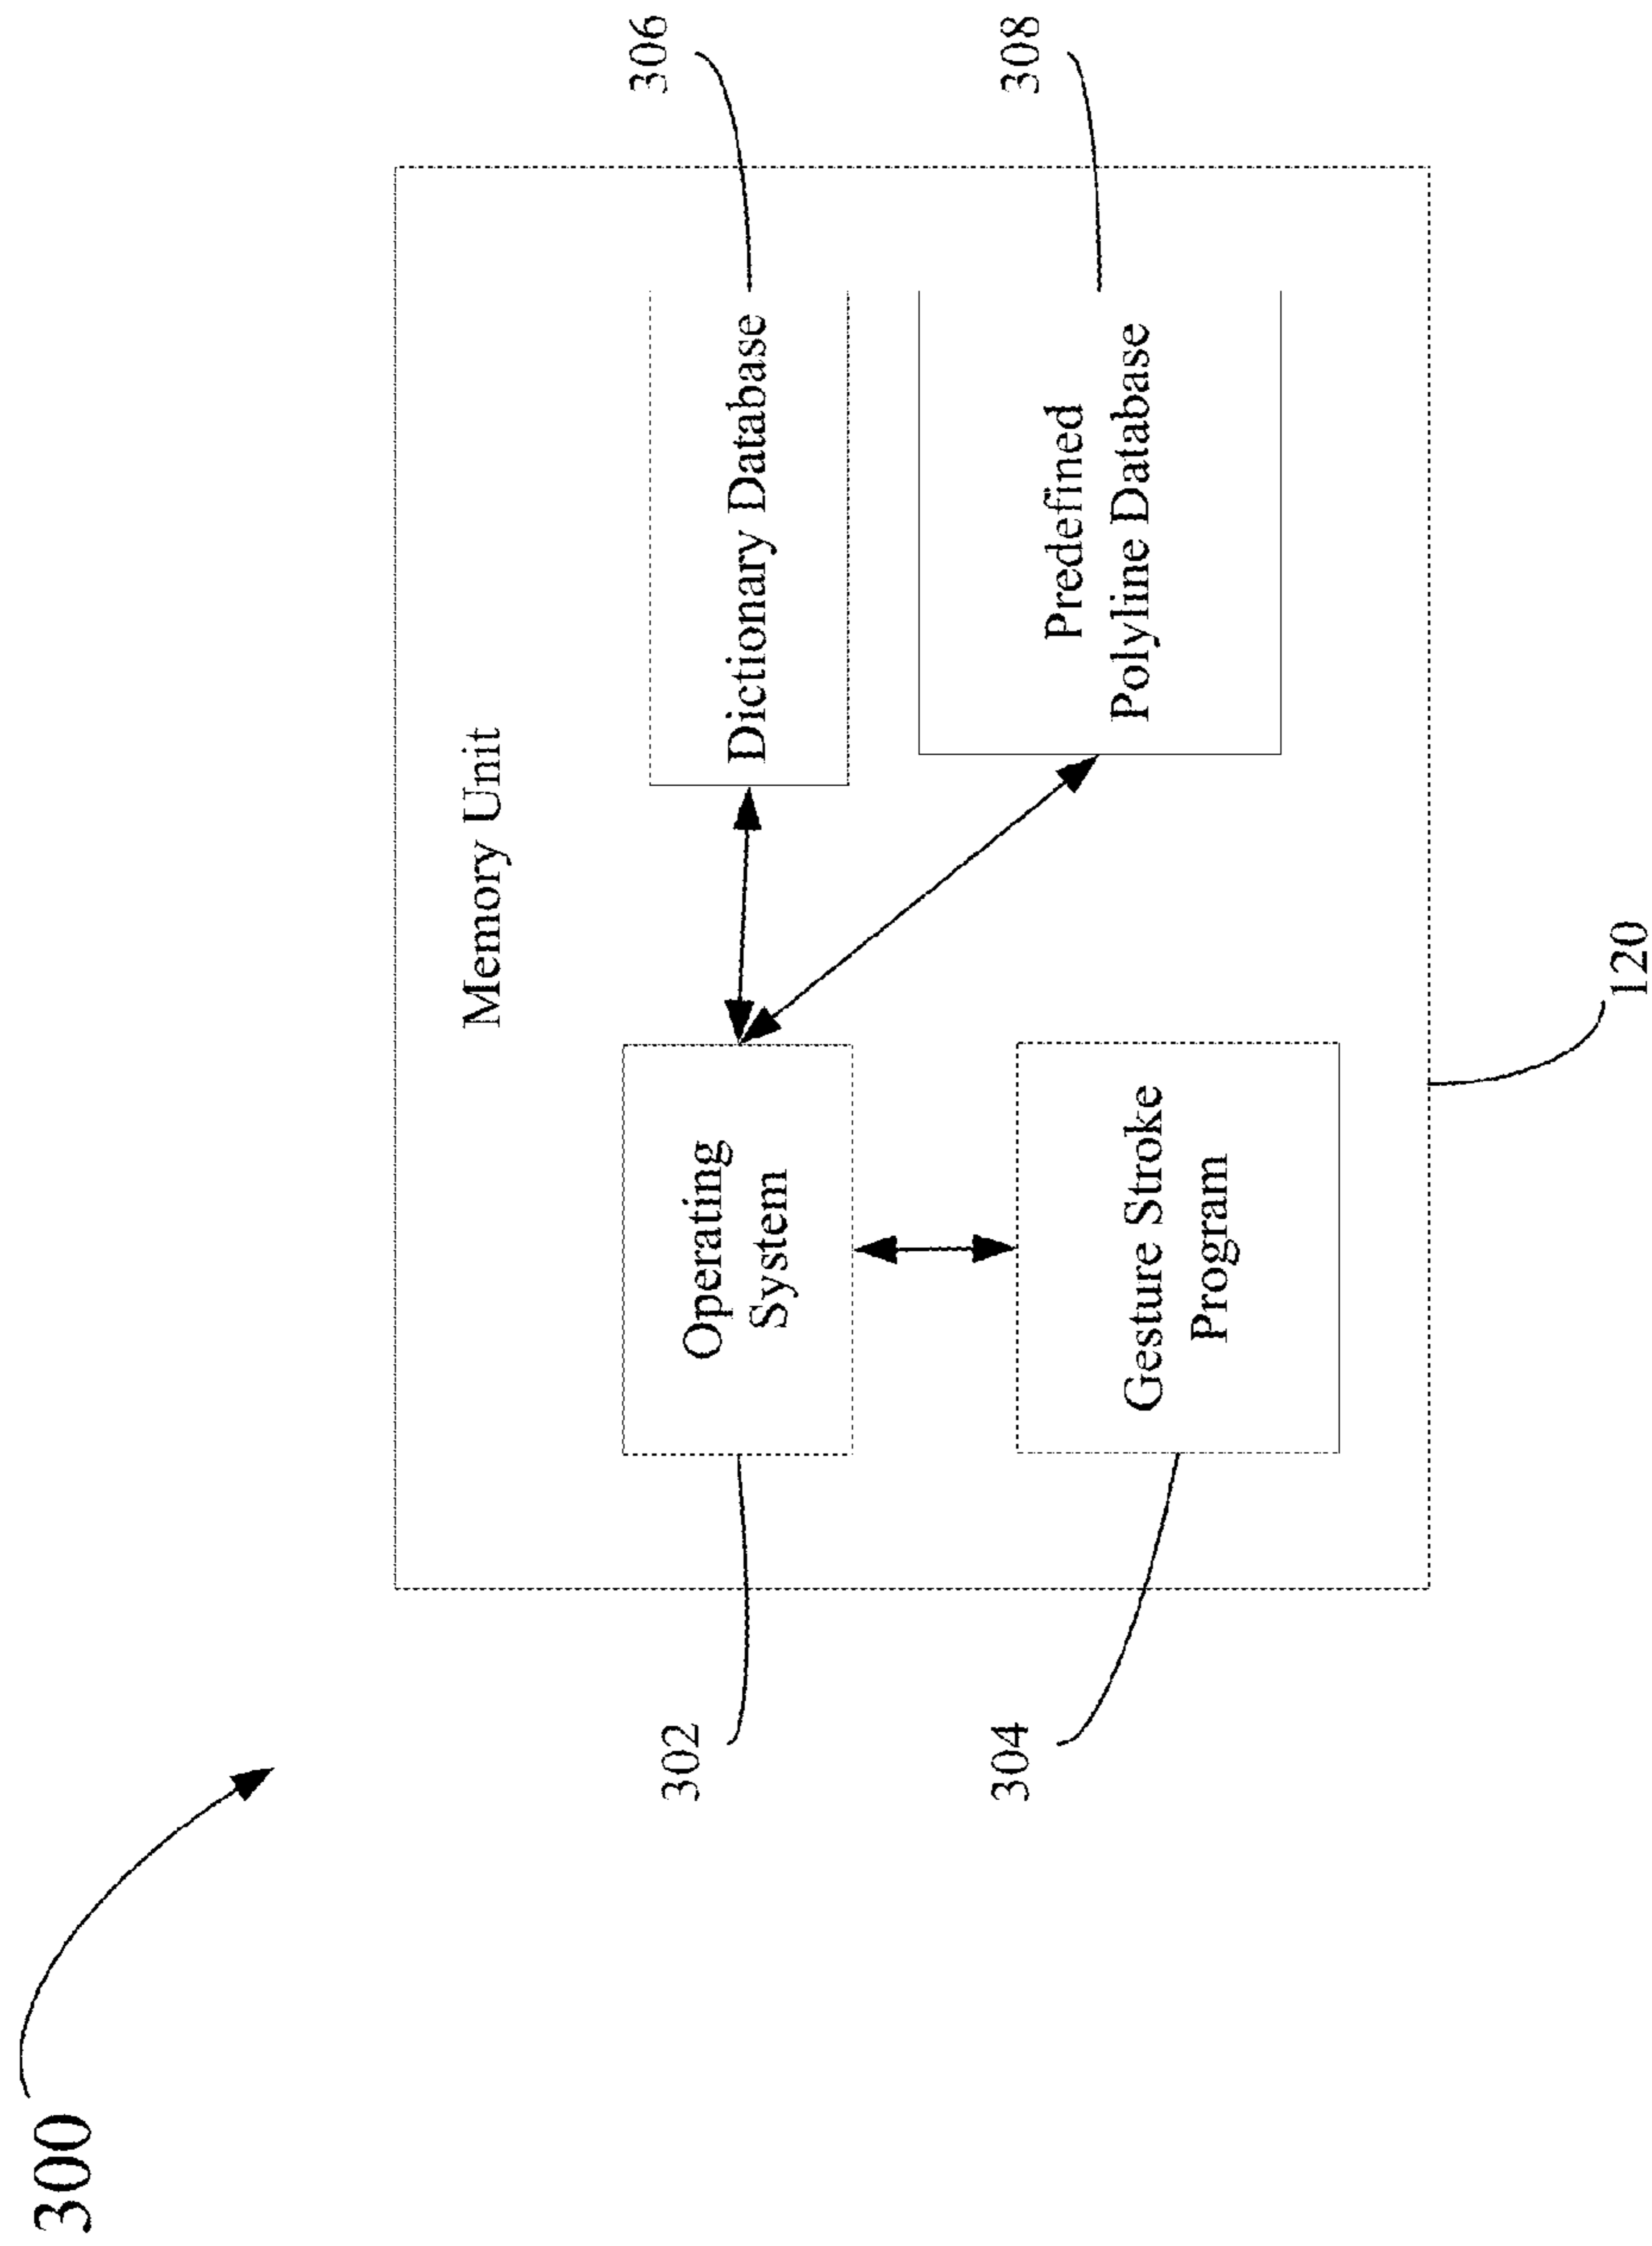 300
Memory Unit
302
Operating
System
Dictionary Database
306
304
Gesture Stroke
Program
Predefined
Polyline Database
308
120